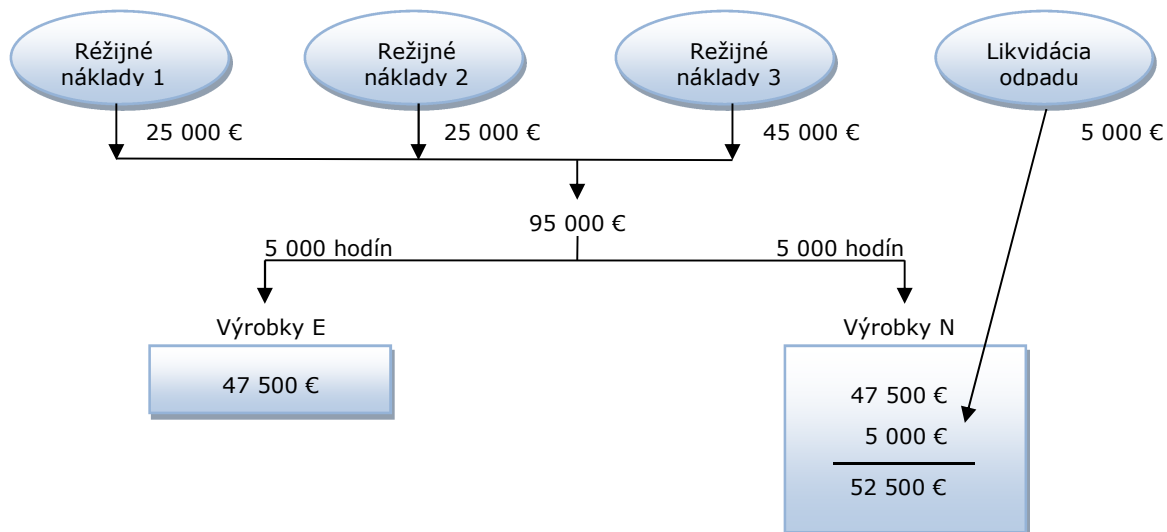 Réžijné
náklady 1
Režijné
náklady 2
Režijné
náklady 3
Likvidácia
odpadu
25 000 €
25 000 €
45 000 €
5 000 €
95 000 €
5 000 hodín
5 000 hodín
Výrobky E
Výrobky N
47 500 €
47 500 €
5 000 €
52 500 €